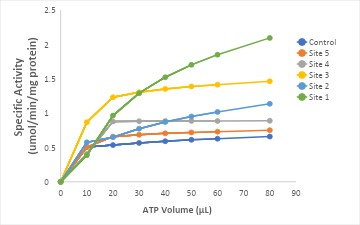 2.5
2
1.5
1
0.5
0
0 10 20 30 40 50 60 70 80 90
Specific Activity
(umol/min/mg protein)
ATP Volume (µL)
Control
Site 5
Site 4
Site 3
Site 2
Site 1